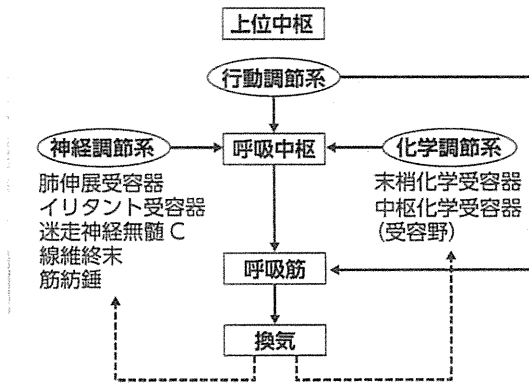 上位中枢
行動調節系
神経調節系
呼吸中枢
化学調節系
肺伸展受容器
イリタント受容器
迷走神経無髄 C
線維終末
筋紡錘
末梢化学受容器
中枢化学受容器
(受容野)
呼吸筋
換気